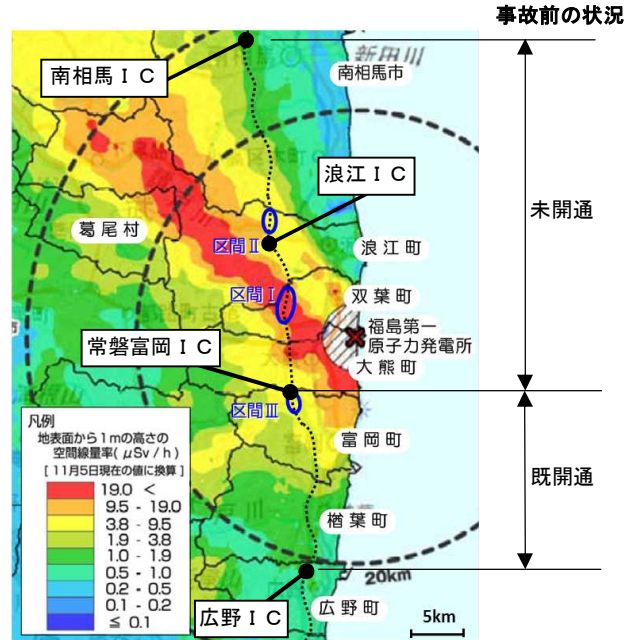 事故前の状況
新田川
南相馬IC
南相馬市
浪江IC
未開通
葛尾村
区間Ⅱ
浪江町
区間Ⅰ
双葉町
福島第一
原子力発電所
常磐富岡IC
大熊町
区間Ⅲ
凡例
地表面から1mの高さの
空間線量率(μSv/h)
[11月5日現在の値に換算]
19.0 <
9.5 - 19.0
3.8 - 9.5
1.9 - 3.8
1.0 - 1.9
0.5 - 1.0
0.2 - 0.5
0.1 - 0.2
≦ 0.1
富岡町
既開通
楢葉町
20km
広野IC
広野町
5km